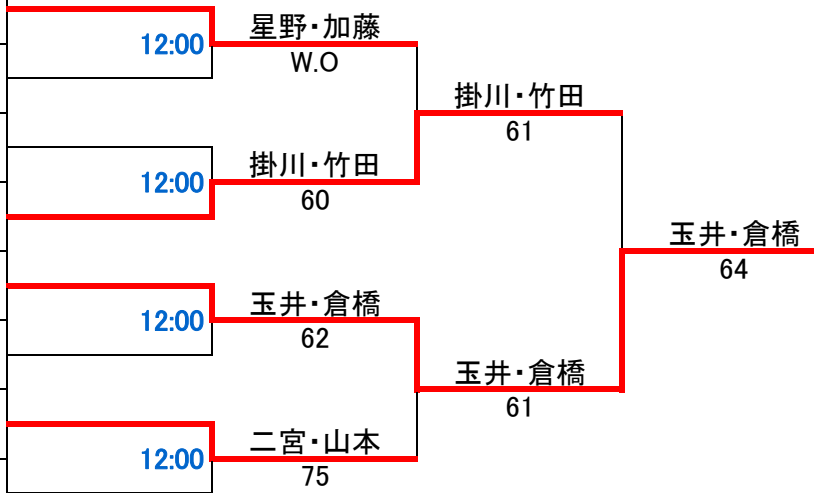 12:00
星野・加藤
W.O
掛川・竹田
61
12:00
掛川・竹田
60
玉井・倉橋
64
12:00
玉井・倉橋
62
玉井・倉橋
61
12:00
二宮・山本
75